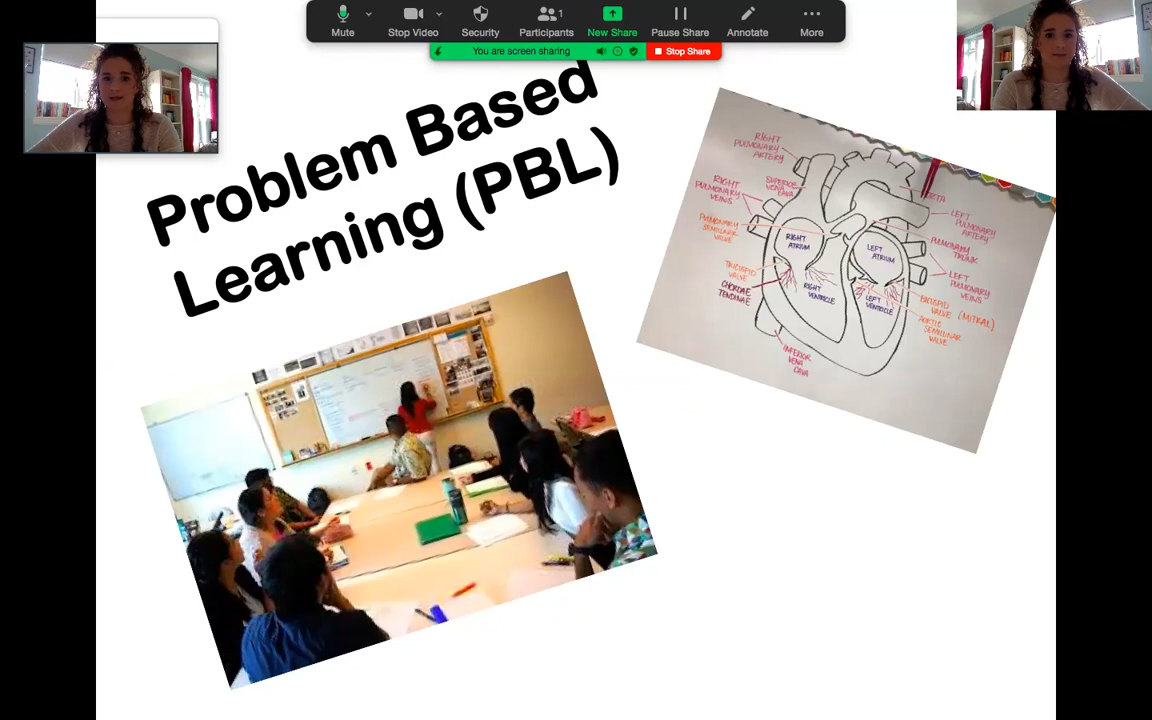 Mute
Stop Video
Security
Participants
1
New Share
Pause Share
Annotate
More
You are screen sharing
Stop Share
Problem Based
Learning (PBL)
RIGHT
PULMONARY
ARTERY
SUPERIOR
VENA
CAVA
RIGHT
PULMONARY
VEINS
PULMONARY
SEMILUNAR
VALVE
TRICUSPID
VALVE
CHORDAE
TENDINAE
RIGHT
ATRIUM
RIGHT
VENTRICLE
LEFT
ATRIUM
LEFT
VENTRICLE
INFERIOR
VENA
CAVA
LEFT
PULMONARY
ARTERY
PULMONARY
TRUNK
LEFT
PULMONARY
VEINS
BICUSPID
VALVE (MITRAL)
AORTIC
SEMILUNAR
VALVE